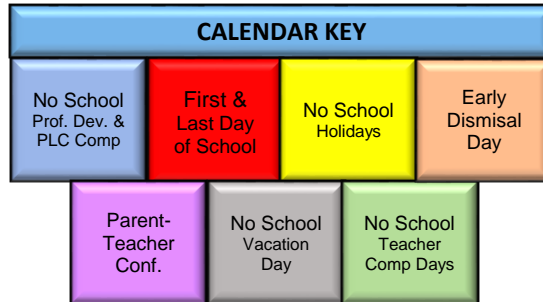 CALENDAR KEY
No School
Prof. Dev. &
PLC Comp
First &
Last Day
of School
No School
Holidays
Early
Dismisal
Day
Parent-
Teacher
Conf.
No School
Vacation
Day
No School
Teacher
Comp Days